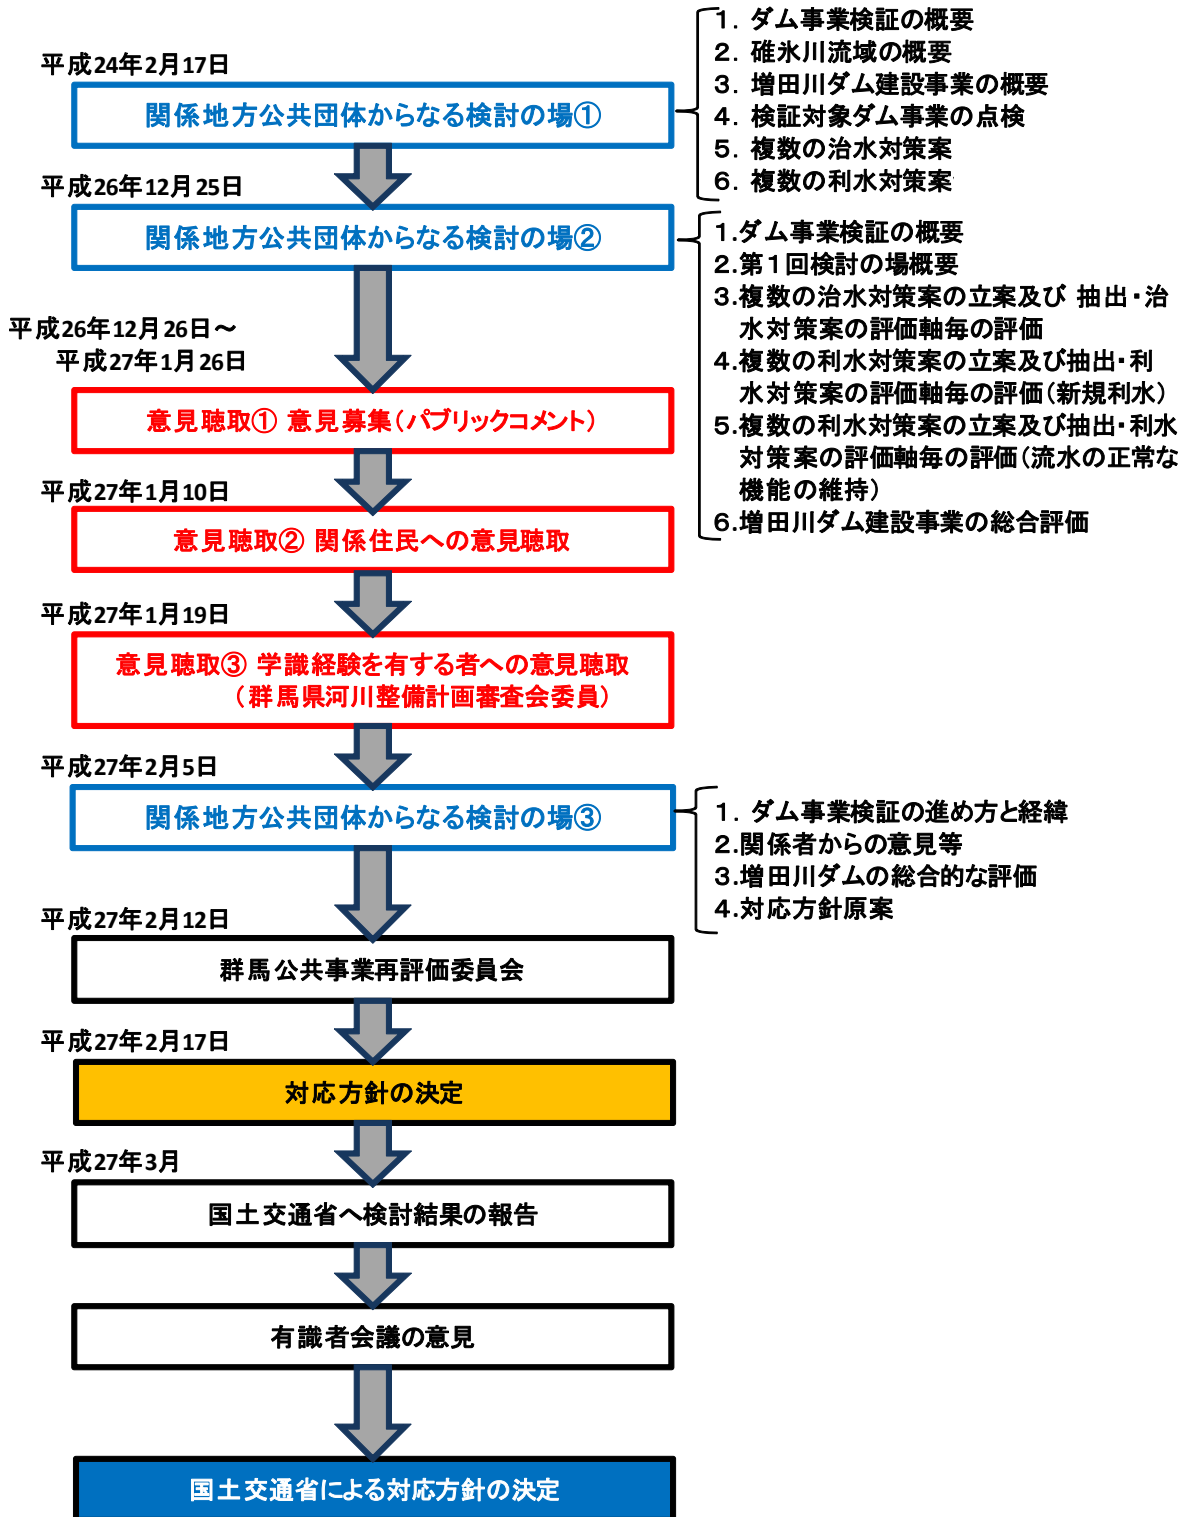 平成24年2月17日
関係地方公共団体からなる検討の場①
1. ダム事業検証の概要
2. 碓氷川流域の概要
3. 増田川ダム建設事業の概要
4. 検証対象ダム事業の点検
5. 複数の治水対策案
6. 複数の利水対策案
平成26年12月25日
関係地方公共団体からなる検討の場②
1.ダム事業検証の概要
2.第1回検討の場概要
3.複数の治水対策案の立案及び 抽出・治
水対策案の評価軸毎の評価
4.複数の利水対策案の立案及び抽出・利
水対策案の評価軸毎の評価(新規利水)
5.複数の利水対策案の立案及び抽出・利水
対策案の評価軸毎の評価(流水の正常な
機能の維持)
6.増田川ダム建設事業の総合評価
平成26年12月26日~
平成27年1月26日
意見聴取① 意見募集(パブリックコメント)
平成27年1月10日
意見聴取② 関係住民への意見聴取
平成27年1月19日
意見聴取③ 学識経験を有する者への意見聴取
(群馬県河川整備計画審査会委員)
平成27年2月5日
関係地方公共団体からなる検討の場③
1. ダム事業検証の進め方と経緯
2.関係者からの意見等
3.増田川ダムの総合的な評価
4.対応方針原案
平成27年2月12日
群馬公共事業再評価委員会
平成27年2月17日
対応方針の決定
平成27年3月
国土交通省へ検討結果の報告
有識者会議の意見
国土交通省による対応方針の決定